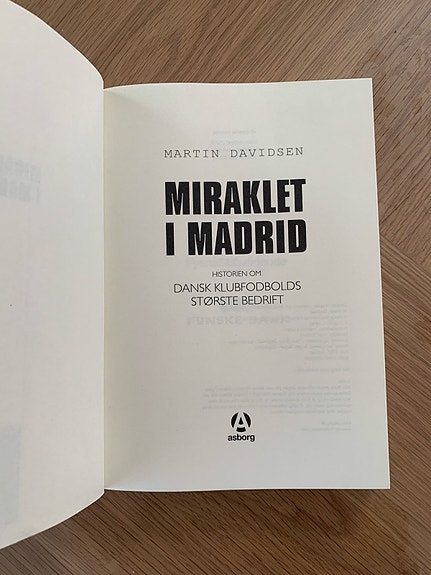 MARTIN DAVIDSEN
MIRAKLET
I MADRID
HISTORIEN OM
DANSK KLUBFODBOLDS
STØRSTE BEDRIFT
asborg